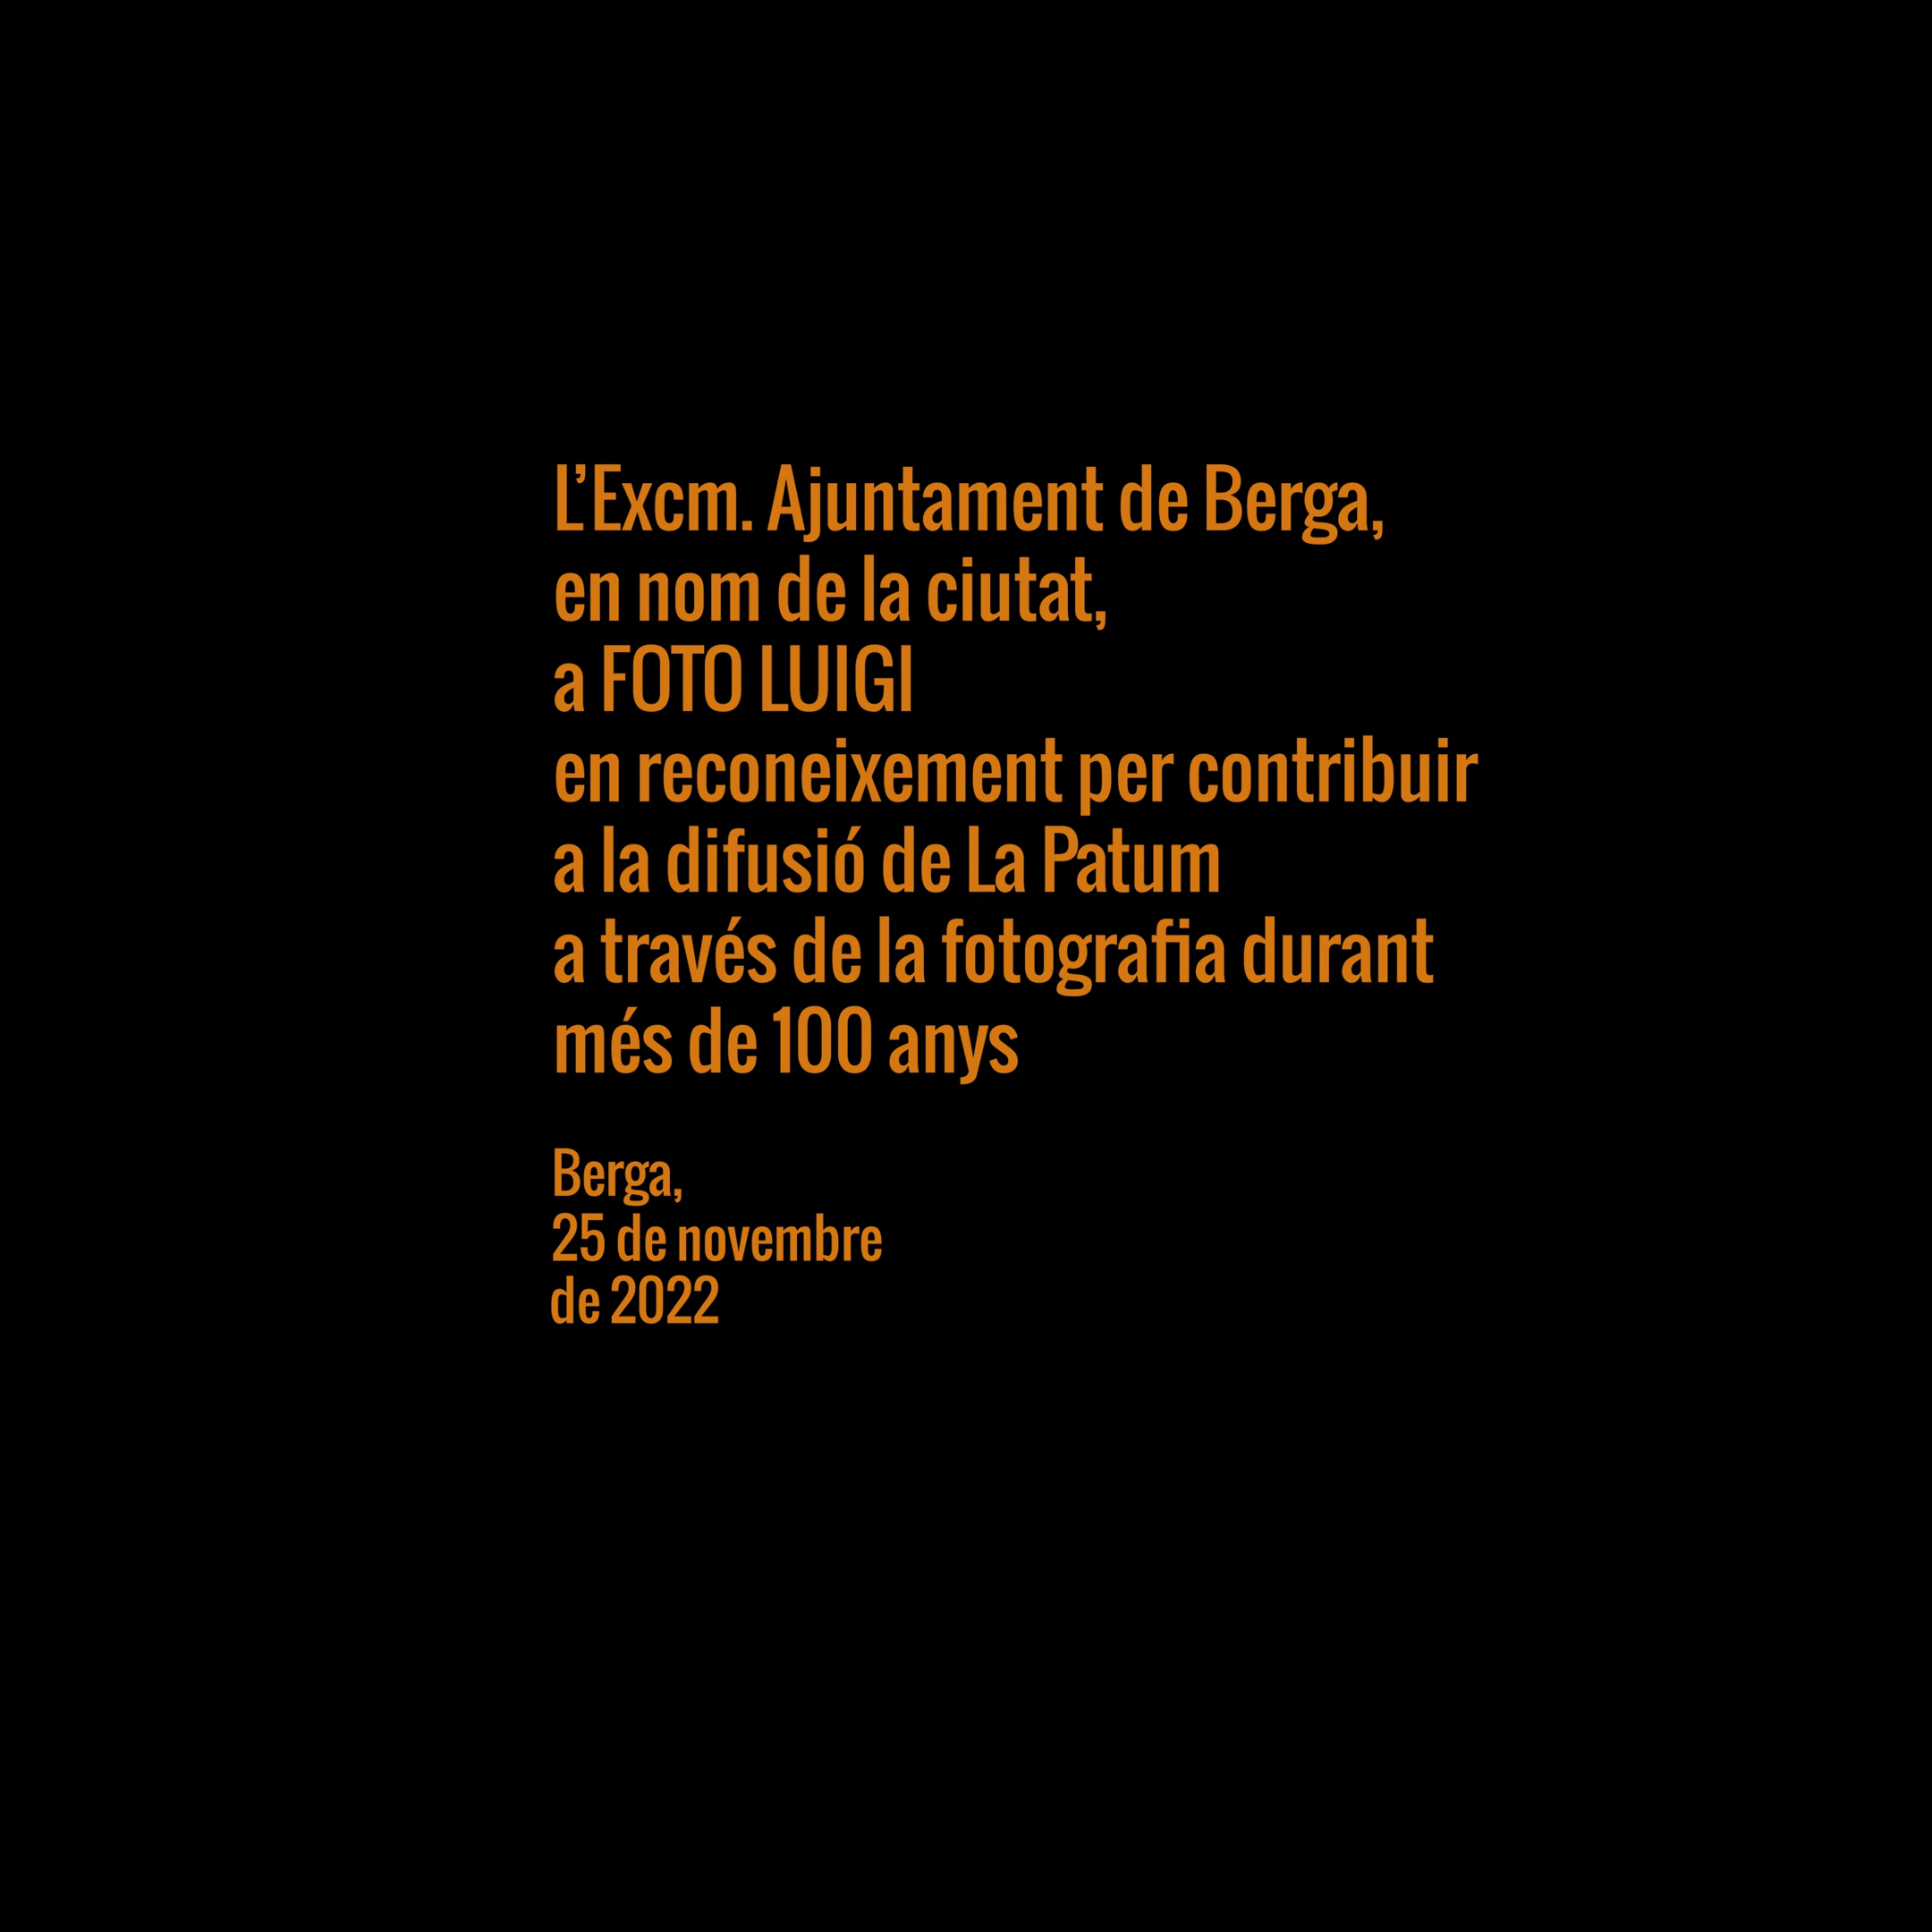 L’Excm. Ajuntament de Berga,
en nom de la ciutat,
a FOTO LUIGI
en reconeixement per contribuir
a la difusió de La Patum
a través de la fotografia durant
més de 100 anys
Berga,
25 de novembre
de 2022